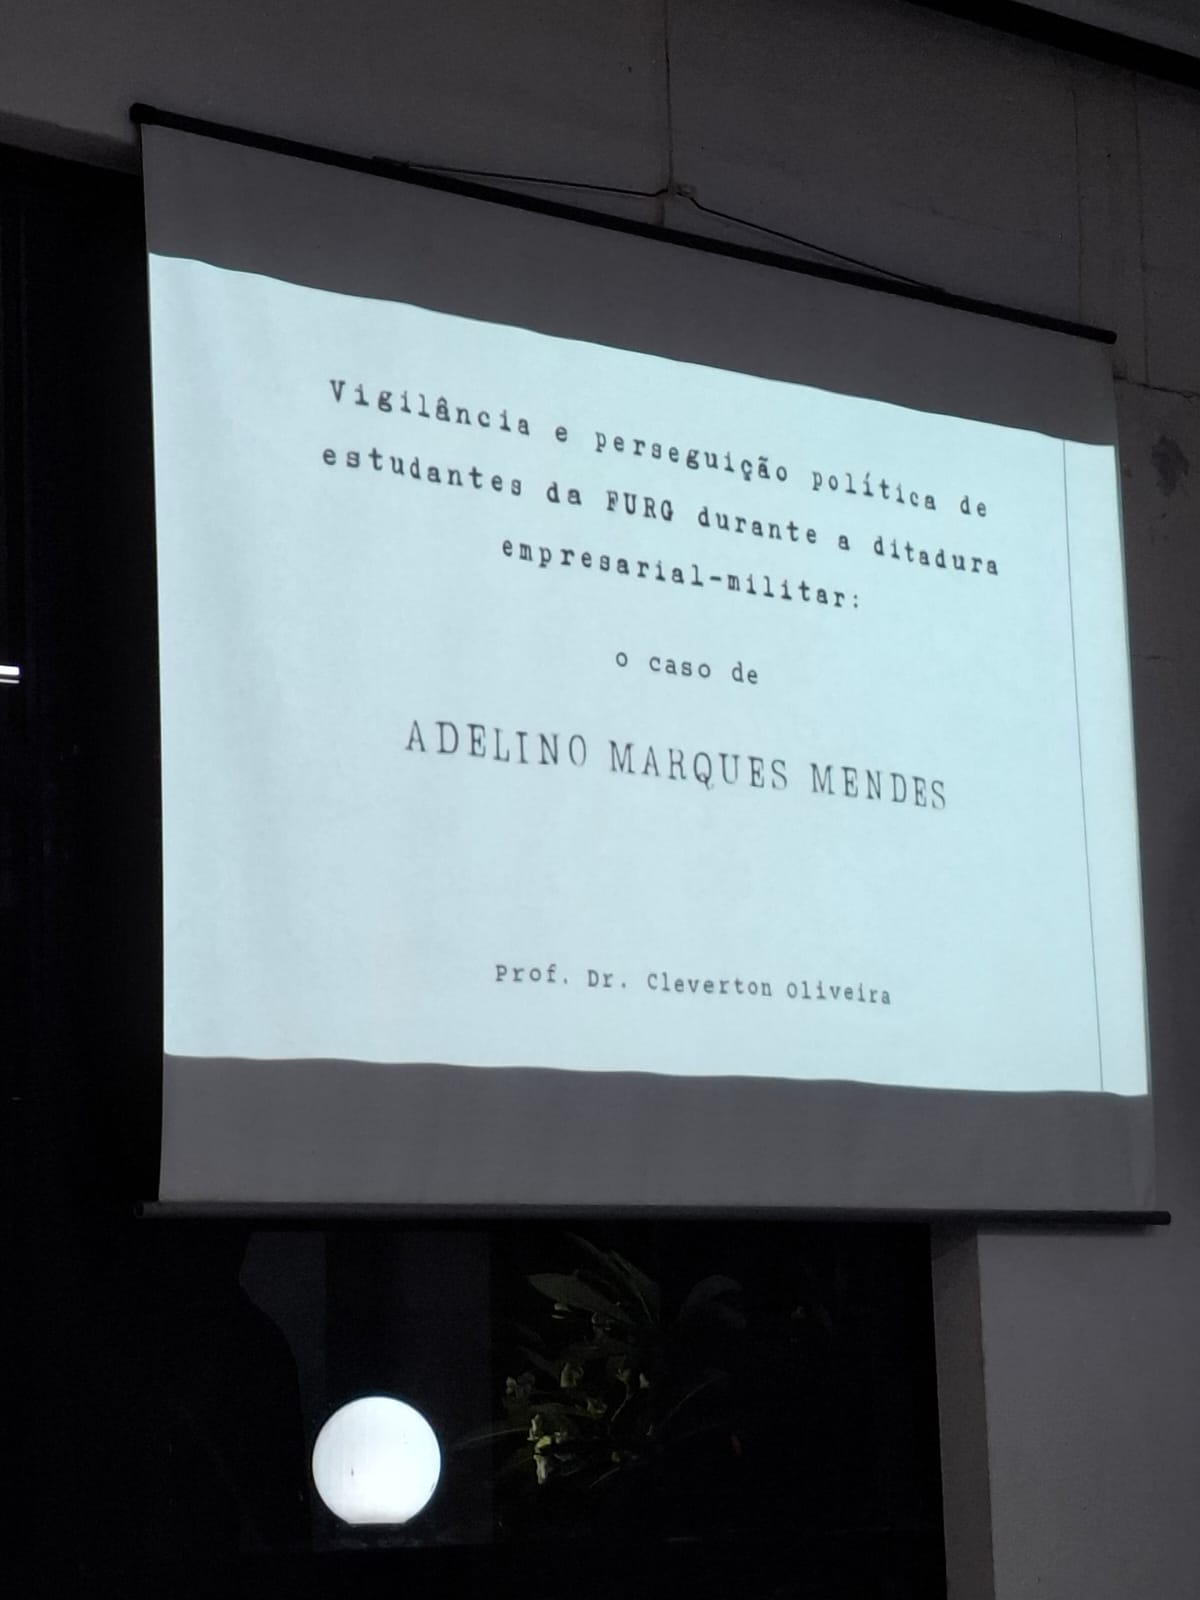 Vigilância e perseguição política de
estudantes da FURG durante a ditadura
empresarial-militar:
o caso de
ADELINO MARQUES MENDES
Prof. Dr. Cleverton Oliveira